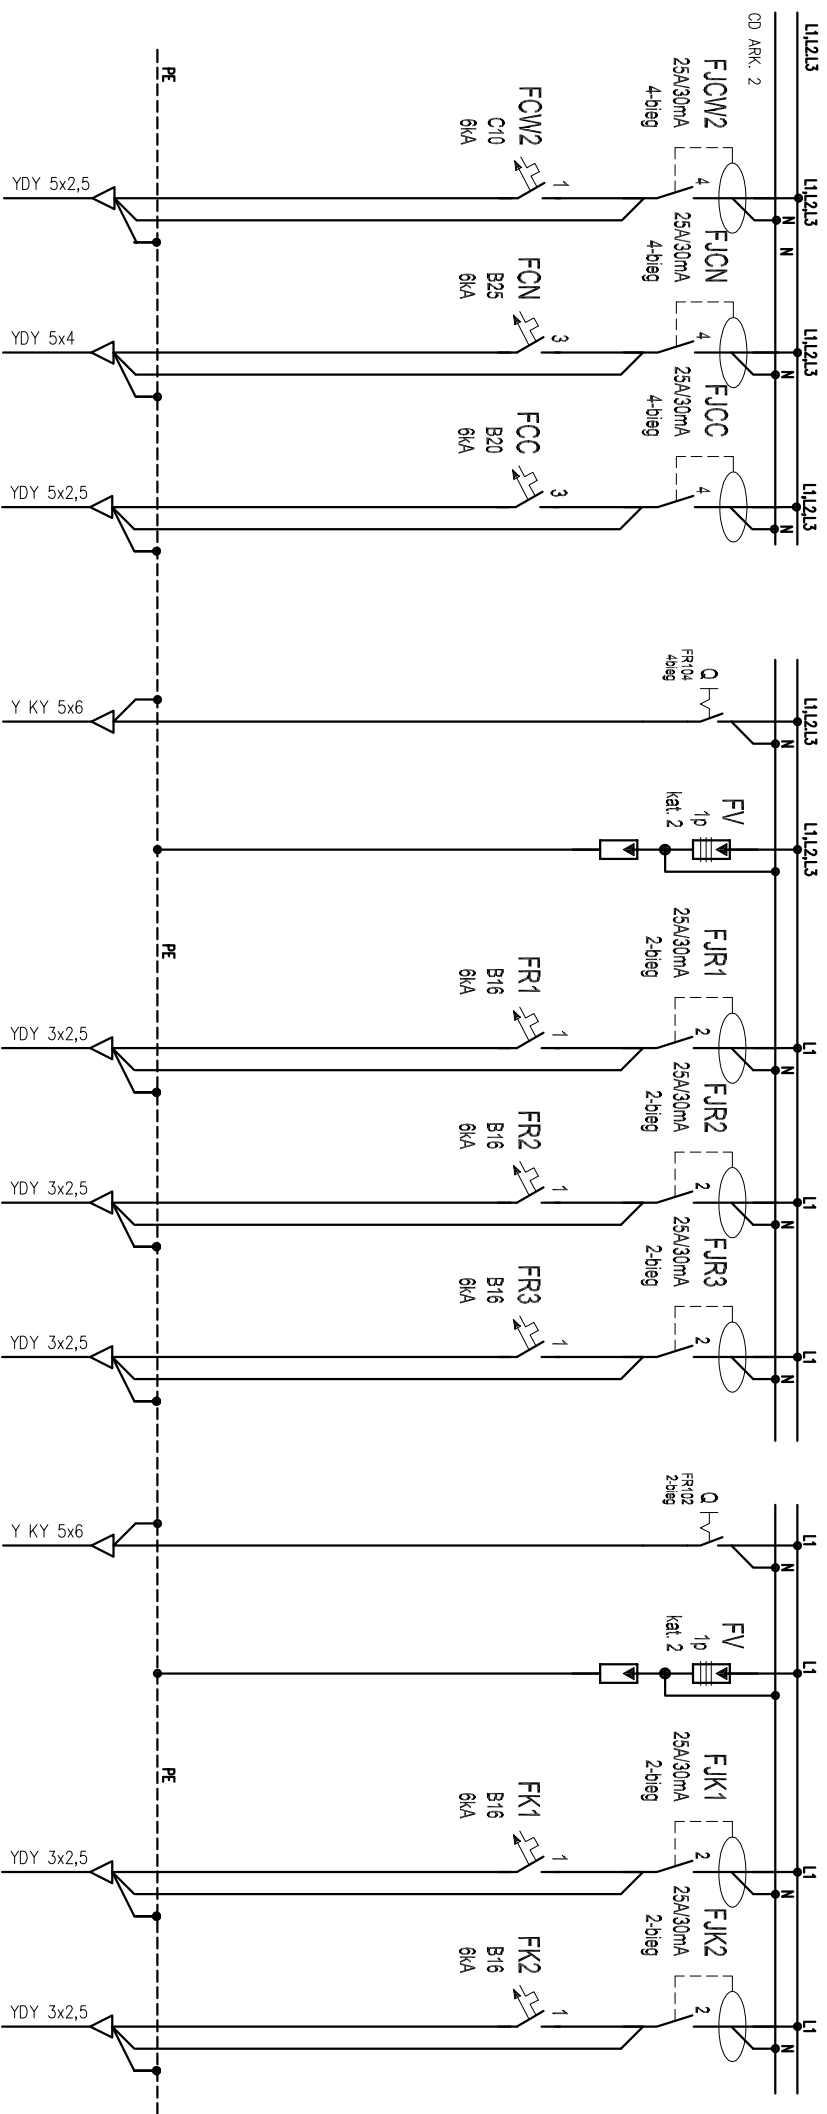 L1,L2.L3
CD ARK. 2
PE
FJCW2
25A/30mA
4-bieg
L1,L2,L3
N
N
4
FCW2
C10
6kA
1
YDY 5x2,5
FJCN
25A/30mA
4-bieg
L1,L2,L3
N
4
FCN
B25
6kA
3
YDY 5x4
FJCC
25A/30mA
4-bieg
L1,L2,L3
N
4
FCC
B20
6kA
3
YDY 5x2,5
L1,L2.L3
N
Q
FR104
4bieg
Y KY 5x6
L1,L2,L3
FV
1p
kat. 2
PE
FJR1
25A/30mA
2-bieg
L1
N
2
FR1
B16
6kA
1
YDY 3x2,5
FJR2
25A/30mA
2-bieg
L1
N
2
FR2
B16
6kA
1
YDY 3x2,5
FJR3
25A/30mA
2-bieg
L1
N
2
FR3
B16
6kA
1
YDY 3x2,5
L1
N
Q
FR102
2-bieg
Y KY 5x6
L1
FV
1p
kat. 2
PE
FJK1
25A/30mA
2-bieg
L1
N
2
FK1
B16
6kA
1
YDY 3x2,5
FJK2
25A/30mA
2-bieg
L1
N
2
FK2
B16
6kA
1
YDY 3x2,5